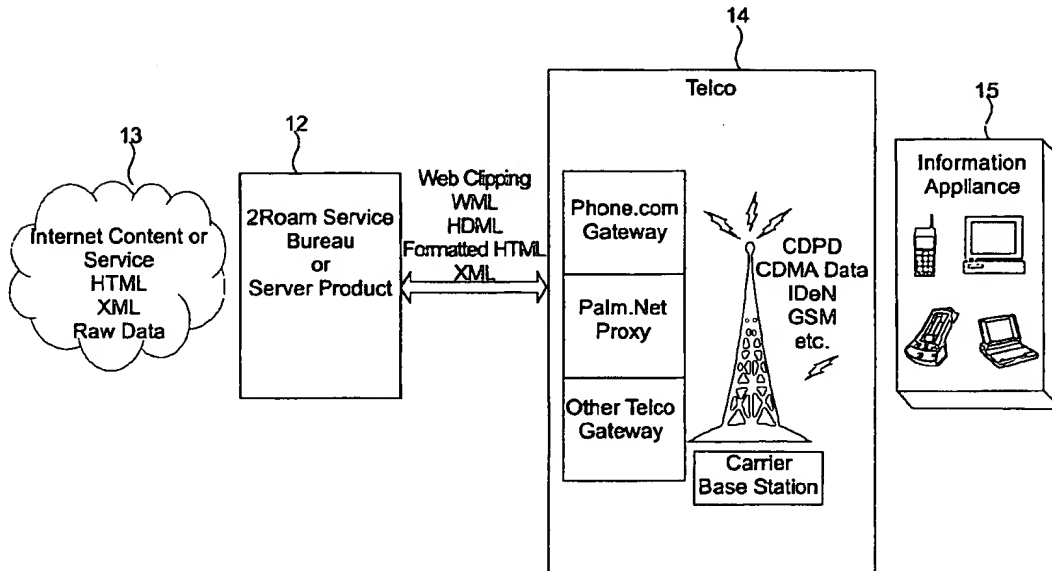 14
Telco
15
13
12
Internet Content or
Service
HTML
XML
Raw Data
2Roam Service
Bureau
or
Server Product
Web Clipping
WML
HDML
Formatted HTML
XML
Phone.com
Gateway
Palm.Net
Proxy
Other Telco
Gateway
CDPD
CDMA Data
IDeN
GSM
etc.
Carrier
Base Station
Information
Appliance